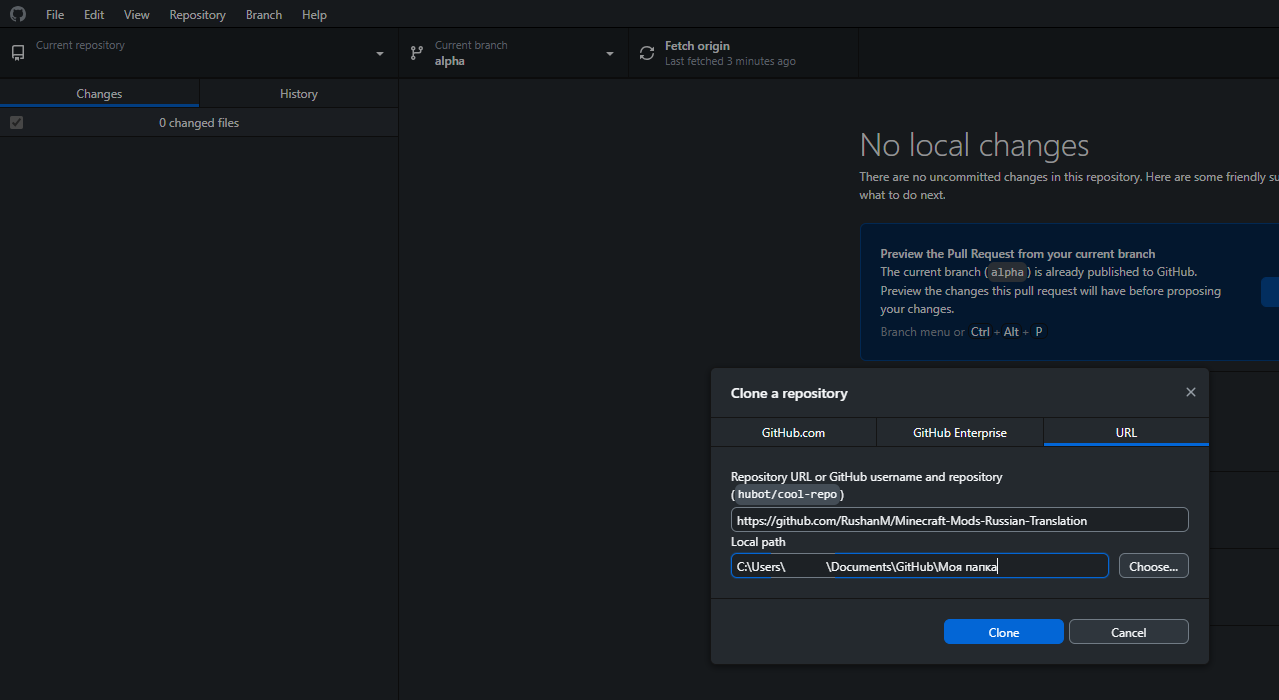 File Edit View Repository Branch Help
Current repository
Current branch
alpha
Fetch origin
Last fetched 3 minutes ago
Changes History
0 changed files
No local changes
There are no uncommitted changes in this repository. Here are some friendly
what to do next.
Preview the Pull Request from your current branch
The current branch (alpha) is already published to GitHub.
Preview the changes this pull request will have before proposing
your changes.
Branch menu or Ctrl + Alt + P
Clone a repository
GitHub.com GitHub Enterprise URL
Repository URL or GitHub username and repository
(hubot/cool-repo)
https://github.com/RushanM/Minecraft-Mods-Russian-Translation
Local path
C:\Users\ \Documents\GitHub\Моя папка
Choose...
Clone Cancel